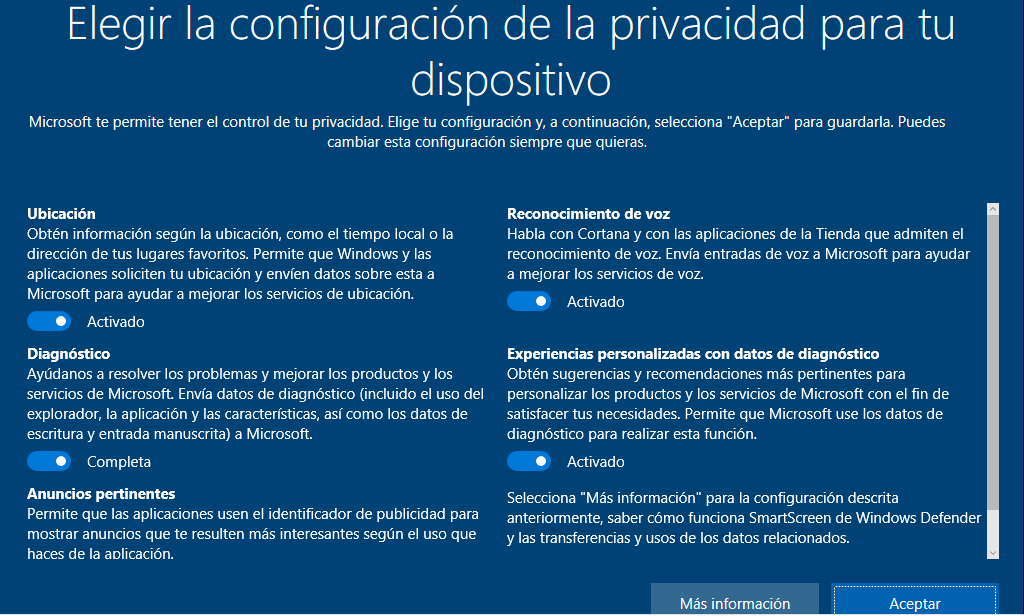 Elegir la configuración de la privacidad para tu
dispositivo
Microsoft te permite tener el control de tu privacidad. Elige tu configuración y, a continuación, selecciona "Aceptar" para guardarla. Puedes
cambiar esta configuración siempre que quieras.
Ubicación
Obtén información según la ubicación, como el tiempo local o la
dirección de tus lugares favoritos. Permite que Windows y las
aplicaciones soliciten tu ubicación y envíen datos sobre esta a
Microsoft para ayudar a mejorar los servicios de ubicación.
Activado
Diagnóstico
Ayúdanos a resolver los problemas y mejorar los productos y los
servicios de Microsoft. Envía datos de diagnóstico (incluido el uso del
explorador, la aplicación y las características, así como los datos de
escritura y entrada manuscrita) a Microsoft.
Completa
Anuncios pertinentes
Permite que las aplicaciones usen el identificador de publicidad para
mostrar anuncios que te resulten más interesantes según el uso que
haces de la aplicación.
Reconocimiento de voz
Habla con Cortana y con las aplicaciones de la Tienda que admiten el
reconocimiento de voz. Envía entradas de voz a Microsoft para ayudar
a mejorar los servicios de voz.
Activado
Experiencias personalizadas con datos de diagnóstico
Obtén sugerencias y recomendaciones más pertinentes para
personalizar los productos y los servicios de Microsoft con el fin de
satisfacer tus necesidades. Permite que Microsoft use los datos de
diagnóstico para realizar esta función.
Activado
Selecciona "Más información" para la configuración descrita
anteriormente, saber cómo funciona SmartScreen de Windows Defender
y las transferencias y usos de los datos relacionados.
Más información
Aceptar